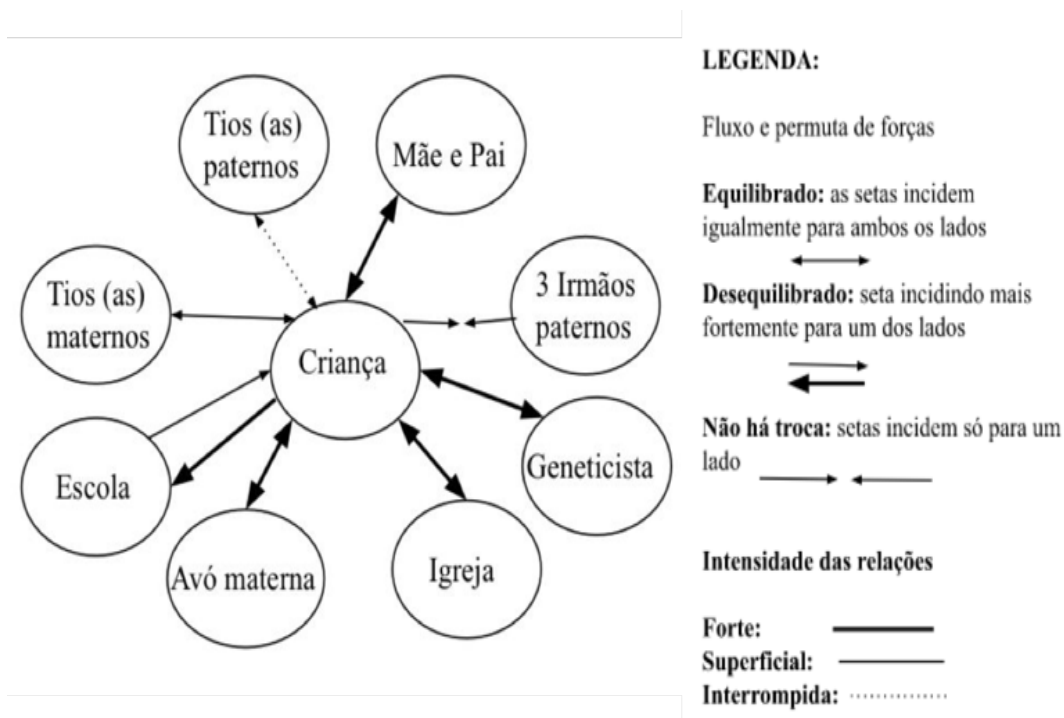 Tios (as)
paternos
Mãe e Pai
Tios (as)
maternos
3 Irmãos
paternos
Criança
Escola
Geneticista
Avó materna
Igreja
LEGENDA:
Fluxo e permuta de forças
Equilibrado: as setas incidem
igualmente para ambos os lados
Desequilibrado: seta incidindo mais
fortemente para um dos lados
Não há troca: setas incidem só para um
lado
Intensidade das relações
Forte:
Superficial:
Interrompida: